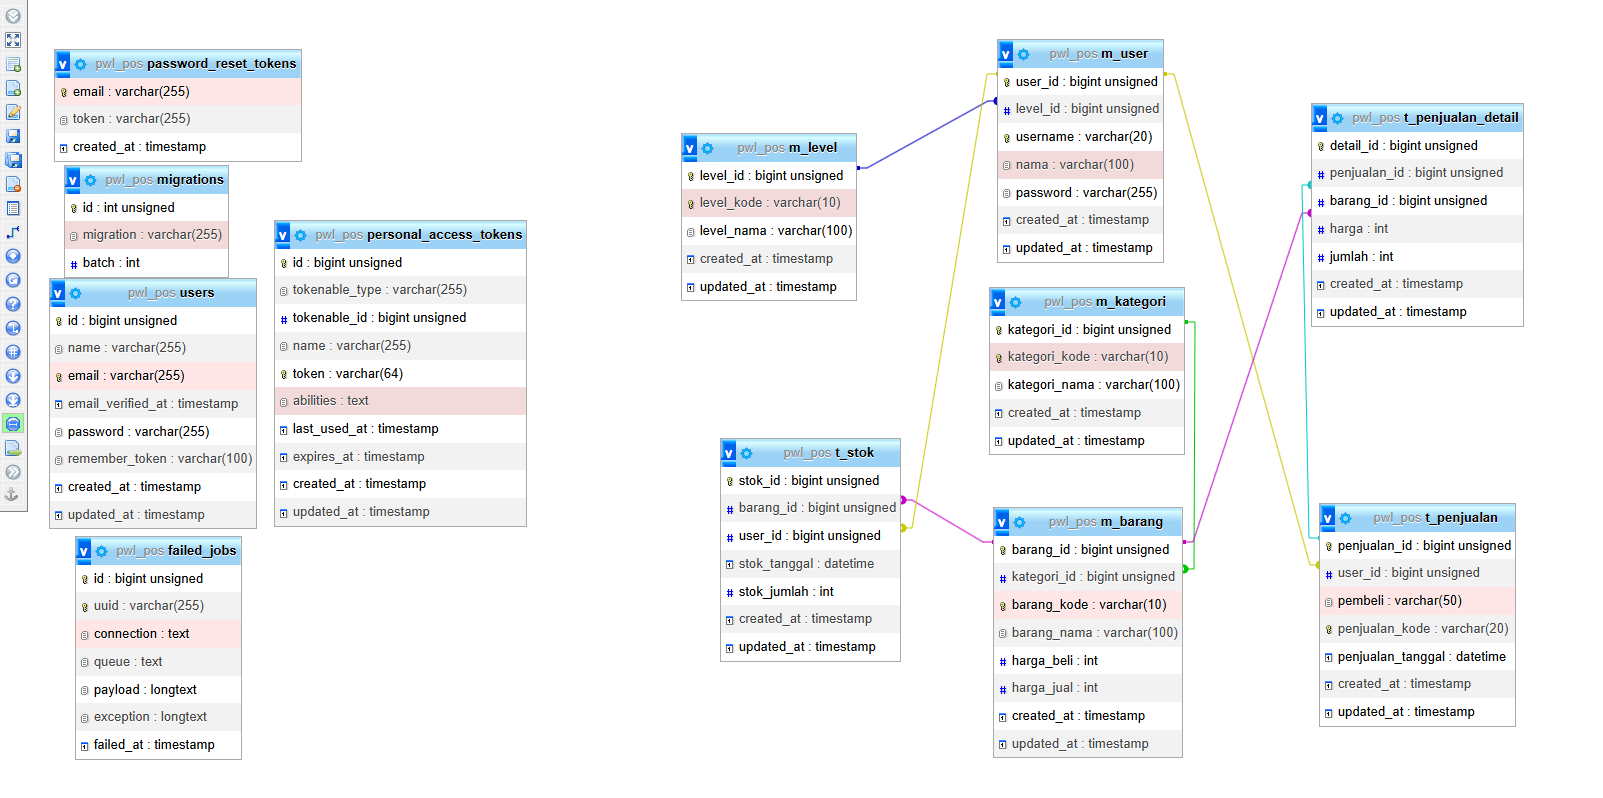 pwl_pos password_reset_tokens
email : varchar(255)
token : varchar(255)
created_at : timestamp
pwl_pos migrations
id : int unsigned
migration : varchar(255)
batch : int
pwl_pos users
id : bigint unsigned
name : varchar(255)
email : varchar(255)
email_verified_at : timestamp
password : varchar(255)
remember_token : varchar(100)
created_at : timestamp
updated_at : timestamp
pwl_pos failed_jobs
id : bigint unsigned
uuid : varchar(255)
connection : text
queue : text
payload : longtext
exception : longtext
failed_at : timestamp
pwl_pos personal_access_tokens
id : bigint unsigned
tokenable_type : varchar(255)
tokenable_id : bigint unsigned
name : varchar(255)
token : varchar(64)
abilities : text
last_used_at : timestamp
expires_at : timestamp
created_at : timestamp
updated_at : timestamp
pwl_pos m_level
level_id : bigint unsigned
level_kode : varchar(10)
level_nama : varchar(100)
created_at : timestamp
updated_at : timestamp
pwl_pos t_stok
stok_id : bigint unsigned
barang_id : bigint unsigned
user_id : bigint unsigned
stok_tanggal : datetime
stok_jumlah : int
created_at : timestamp
updated_at : timestamp
pwl_pos m_user
user_id : bigint unsigned
level_id : bigint unsigned
username : varchar(20)
nama : varchar(100)
password : varchar(255)
created_at : timestamp
updated_at : timestamp
pwl_pos m_kategori
kategori_id : bigint unsigned
kategori_kode : varchar(10)
kategori_nama : varchar(100)
created_at : timestamp
updated_at : timestamp
pwl_pos m_barang
barang_id : bigint unsigned
kategori_id : bigint unsigned
barang_kode : varchar(10)
barang_nama : varchar(100)
harga_beli : int
harga_jual : int
created_at : timestamp
updated_at : timestamp
pwl_pos t_penjualan_detail
detail_id : bigint unsigned
penjualan_id : bigint unsigned
barang_id : bigint unsigned
harga : int
jumlah : int
created_at : timestamp
updated_at : timestamp
pwl_pos t_penjualan
penjualan_id : bigint unsigned
user_id : bigint unsigned
pembeli : varchar(50)
penjualan_kode : varchar(20)
penjualan_tanggal : datetime
created_at : timestamp
updated_at : timestamp